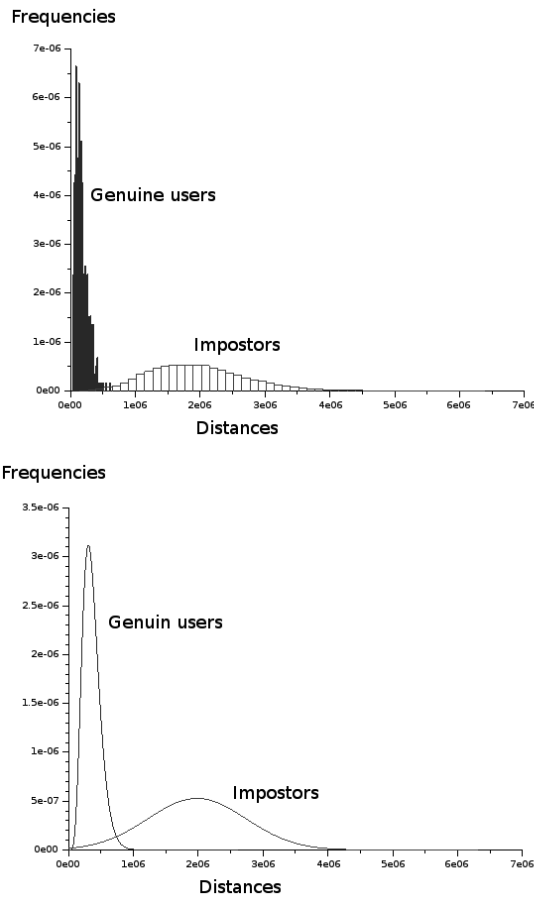 Frequencies
7e-06
6e-06
5e-06
4e-06
3e-06
2e-06
1e-06
0e00
Genuine users
Impostors
0e00 1e06 2e06 3e06 4e06 5e06 6e06 7e06
Distances
Frequencies
3.5e-06
3e-06
2.5e-06
2e-06
1.5e-06
1e-06
5e-07
0e00
Genuin users
Impostors
0e00 1e06 2e06 3e06 4e06 5e06 6e06 7e06
Distances